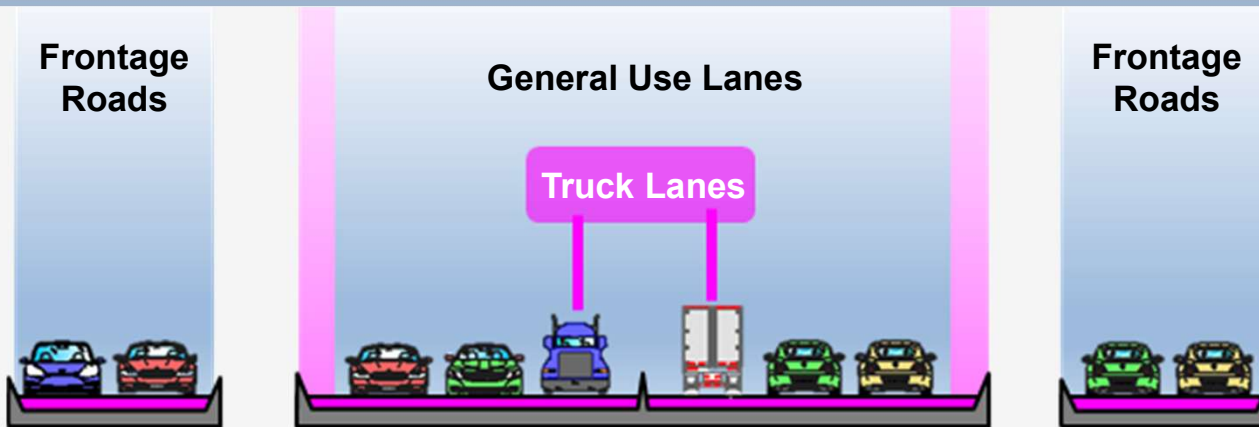 Frontage
Roads
General Use Lanes
Truck Lanes
Frontage
Roads